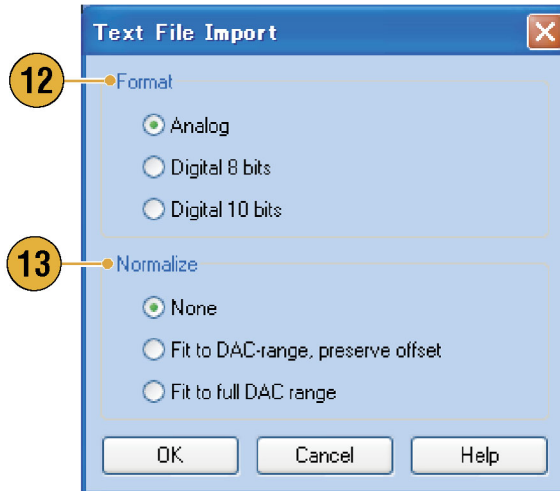 Text File Import
12
Format
Analog
Digital 8 bits
Digital 10 bits
13
Normalize
None
Fit to DAC-range, preserve offset
Fit to full DAC range
OK Cancel Help